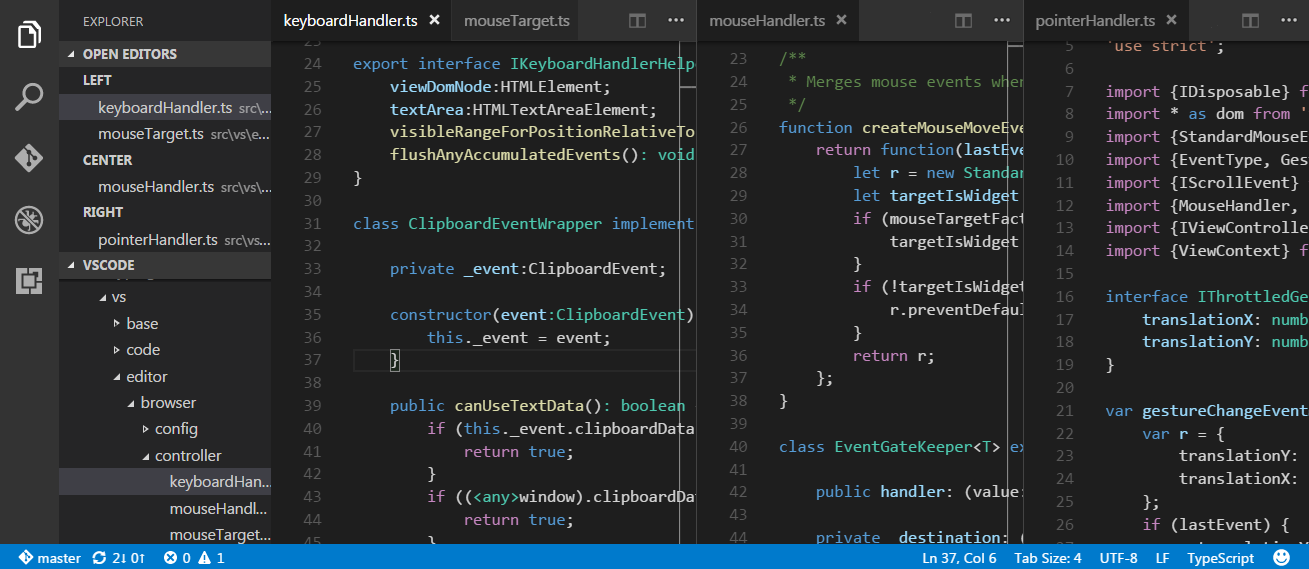 EXPLORER
OPEN EDITORS
LEFT
keyboardHandler.ts src\...
mouseTarget.ts src\vs\e...
CENTER
mouseHandler.ts src\vs\...
RIGHT
pointerHandler.ts src\vs...
VSCODE
vs
base
code
editor
browser
config
controller
keyboardHan...
mouseHandl...
mouseTarget...
keyboardHandler.ts mouseTarget.ts
24 export interface IKeyboardHandlerHelp
25 viewDomNode:HTMLElement;
26 textArea:HTMLTextAreaElement;
27 visibleRangeForPositionRelativeTo
28 flushAnyAccumulatedEvents(): void
29 }
30
31 class ClipboardEventWrapper implement
32
33 private _event:ClipboardEvent;
34
35 constructor(event:ClipboardEvent)
36 this._event = event;
37 }
38
39 public canUseTextData(): boolean
40 if (this._event.clipboardData
41 return true;
42 }
43 if ((<any>window).clipboardDa
44 return true;
45 }
mouseHandler.ts
23 /**
24 * Merges mouse events when
25 */
26 function createMouseMoveEve
27 return function(lastEve
28 let r = new Standar
29 let targetIsWidget
30 if (mouseTargetFact
31 targetIsWidget
32 }
33 if (!targetIsWidget
34 r.preventDefaul
35 }
36 return r;
37 };
38 }
39
40 class EventGateKeeper<T> ex
41
42 public handler: (value:
43
44 private destination: (
pointerHandler.ts
5 'use strict';
6
7 import {IDisposable} f
8 import * as dom from '
9 import {StandardMouseE
10 import {EventType, Ges
11 import {IScrollEvent}
12 import {MouseHandler,
13 import {IViewControlle
14 import {ViewContext} f
15
16 interface IThrottledGe
17 translationX: numb
18 translationY: numb
19 }
20
21 var gestureChangeEvent
22 var r = {
23 translationY:
24 translationX:
25 };
26 if (lastEvent) {
master 2↓ 0↑ 0 1
Ln 37, Col 6 Tab Size: 4 UTF-8 LF TypeScript